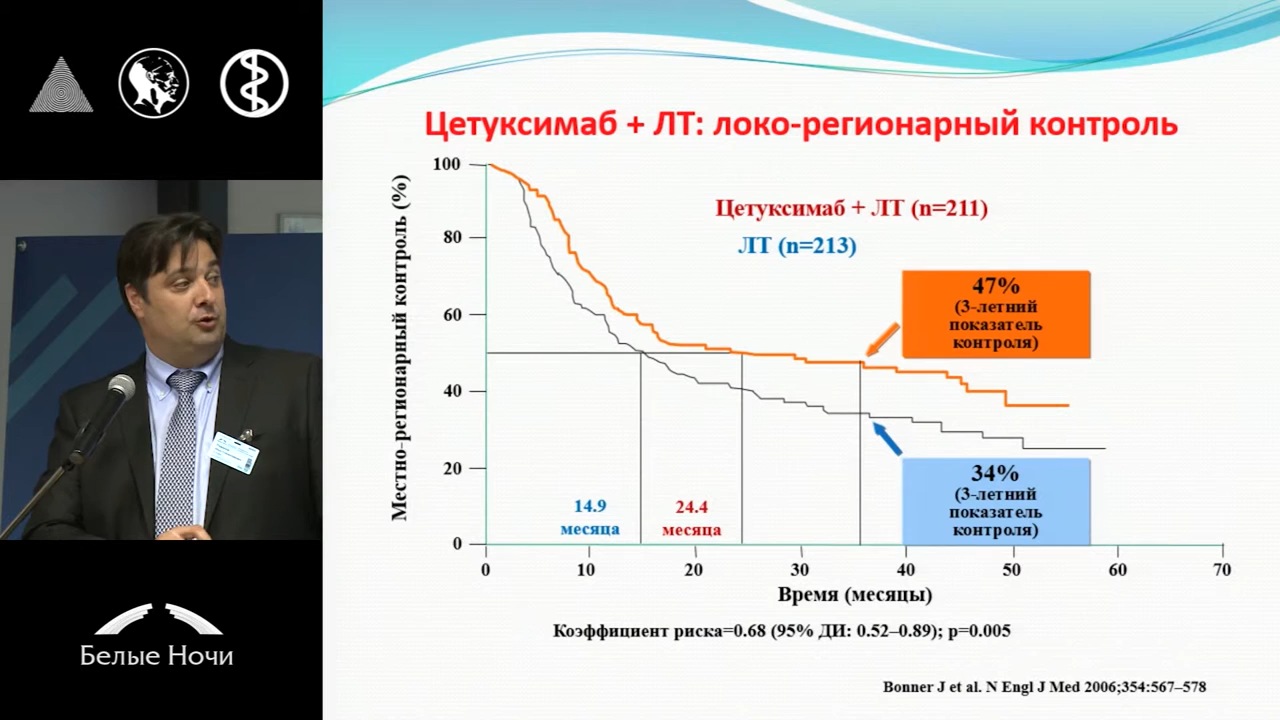 Цетуксимаб + ЛТ: локо-регионарный контроль
Местно-регионарный контроль (%)
100
80
60
40
20
0
Цетуксимаб + ЛТ (n=211)
ЛТ (n=213)
47%
(3-летний
показатель
контроля)
34%
(3-летний
показатель
контроля)
14.9
месяца
24.4
месяца
0 10 20 30 40 50 60 70
Время (месяцы)
Коэффициент риска=0.68 (95% ДИ: 0.52–0.89); p=0.005
Bonner J et al. N Engl J Med 2006;354:567–578
Белые Ночи